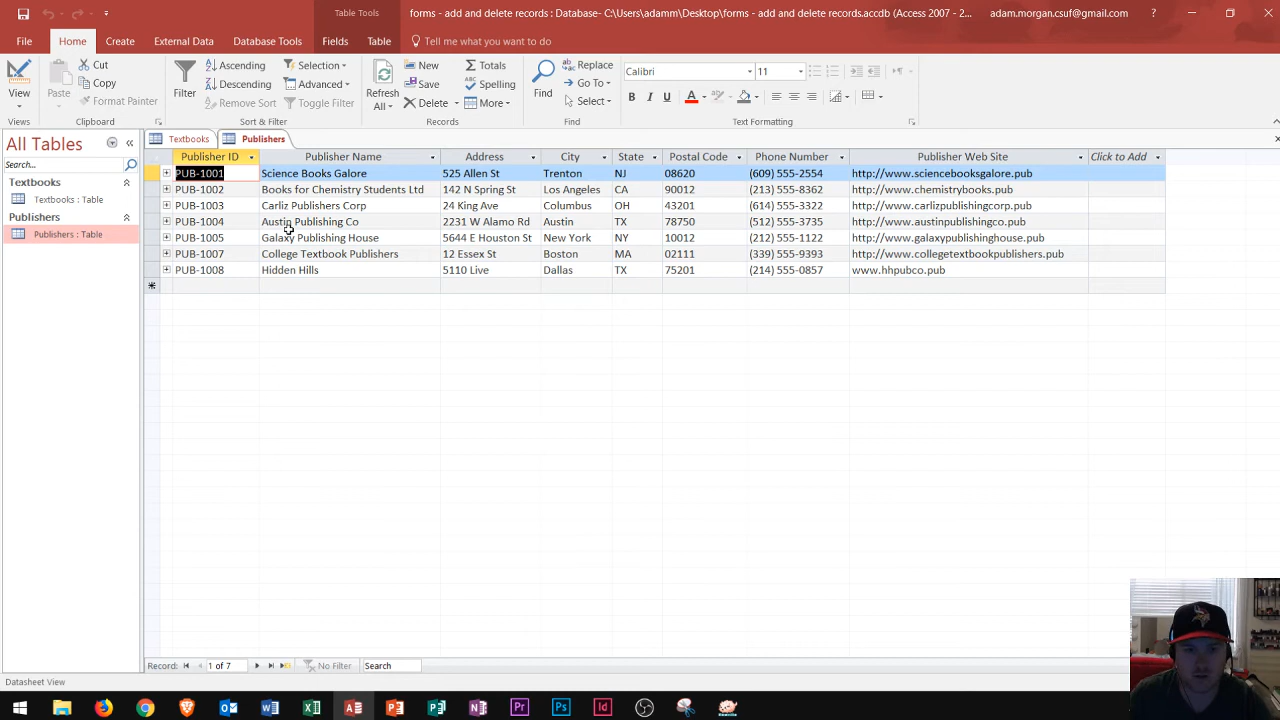 Table Tools
forms - add and delete records : Database- C:\Users\adamm\Desktop\forms - add and delete records.accdb (Access 2007 - 2...
adam.morgan.csuf@gmail.com
?
File
Home
Create
External Data
Database Tools
Fields
Table
Tell me what you want to do
View
Views
Paste
Cut
Copy
Format Painter
Clipboard
Filter
Ascending
Descending
Remove Sort
Selection
Advanced
Toggle Filter
Sort & Filter
Refresh
All
New
Save
Delete
Totals
Spelling
More
Records
Find
Replace
Go To
Select
Find
Calibri
11
B I U
A
Text Formatting
All Tables
Search...
Textbooks
Textbooks : Table
Publishers
Publishers : Table
Textbooks
Publishers
Publisher ID Publisher Name Address City State Postal Code Phone Number Publisher Web Site Click to Add
PUB-1001 Science Books Galore 525 Allen St Trenton NJ 08620 (609) 555-2554 http://www.sciencebooksgalore.pub
PUB-1002 Books for Chemistry Students Ltd 142 N Spring St Los Angeles CA 90012 (213) 555-8362 http://www.chemistrybooks.pub
PUB-1003 Carliz Publishers Corp 24 King Ave Columbus OH 43201 (614) 555-3322 http://www.carlizpublishingcorp.pub
PUB-1004 Austin Publishing Co 2231 W Alamo Rd Austin TX 78750 (512) 555-3735 http://www.austinpublishingco.pub
PUB-1005 Galaxy Publishing House 5644 E Houston St New York NY 10012 (212) 555-1122 http://www.galaxypublishinghouse.pub
PUB-1007 College Textbook Publishers 12 Essex St Boston MA 02111 (339) 555-9393 http://www.collegetextbookpublishers.pub
PUB-1008 Hidden Hills 5110 Live Dallas TX 75201 (214) 555-0857 www.hhpubco.pub
Record: 1 of 7 No Filter Search
Datasheet View